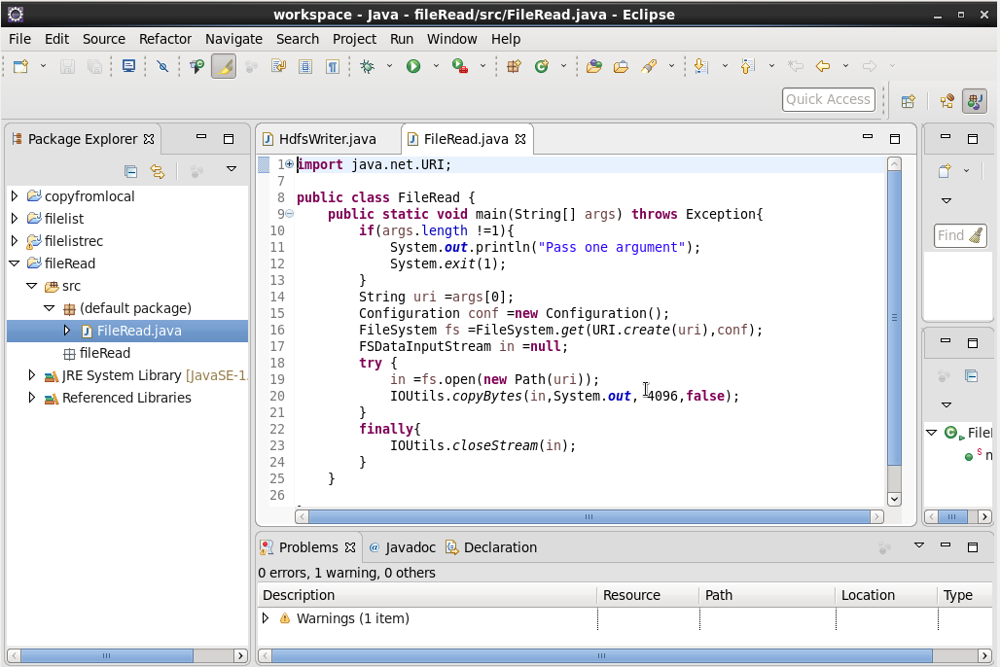 workspace - Java - fileRead/src/FileRead.java - Eclipse
File Edit Source Refactor Navigate Search Project Run Window Help
Quick Access
Package Explorer
copyfromlocal
filelist
filelistrec
fileRead
src
(default package)
FileRead.java
fileRead
JRE System Library [JavaSE-1.
Referenced Libraries
HdfsWriter.java FileRead.java
1 import java.net.URI;
7
8 public class FileRead {
9 public static void main(String[] args) throws Exception{
10 if(args.length !=1){
11 System.out.println("Pass one argument");
12 System.exit(1);
13 }
14 String uri =args[0];
15 Configuration conf =new Configuration();
16 FileSystem fs =FileSystem.get(URI.create(uri),conf);
17 FSDataInputStream in =null;
18 try {
19 in =fs.open(new Path(uri));
20 IOUtils.copyBytes(in,System.out, 4096,false);
21 }
22 finally{
23 IOUtils.closeStream(in);
24 }
25 }
26
Find
Problems Javadoc Declaration
0 errors, 1 warning, 0 others
Description Resource Path Location Type
Warnings (1 item)